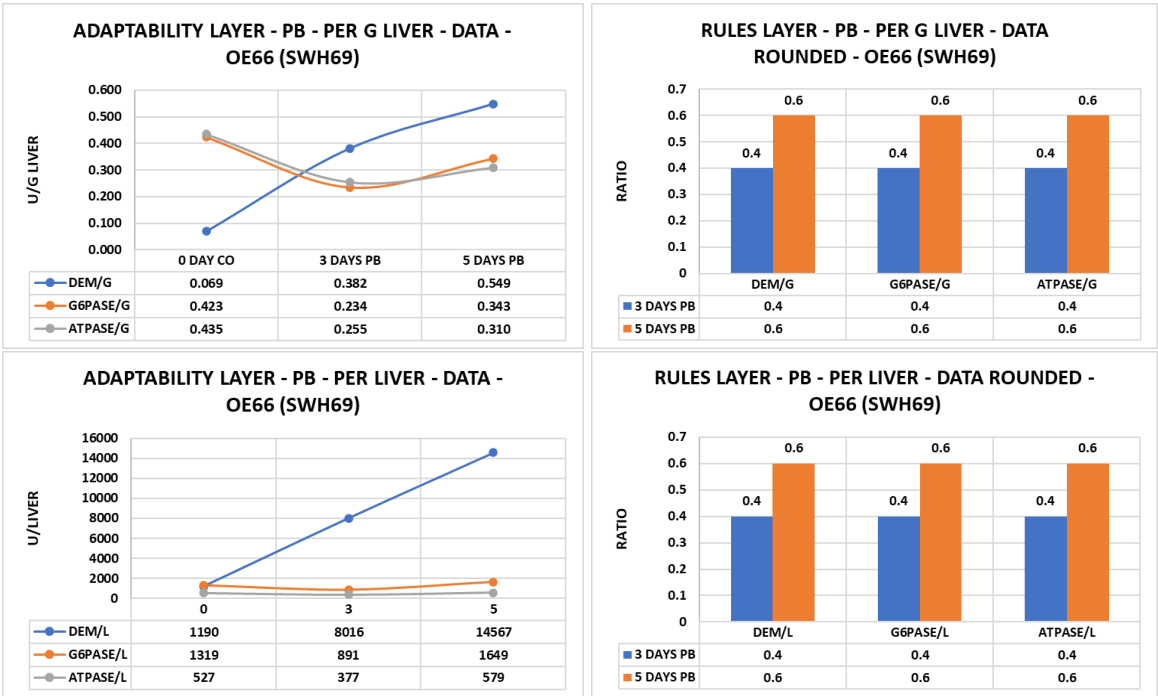 ADAPTABILITY LAYER - PB - PER G LIVER - DATA -
OE66 (SWH69)
U/G LIVER
0.600
0.500
0.400
0.300
0.200
0.100
0.000
0 DAY CO 3 DAYS PB 5 DAYS PB
DEM/G 0.069 0.382 0.549
G6PASE/G 0.423 0.234 0.343
ATPASE/G 0.435 0.255 0.310
RULES LAYER - PB - PER G LIVER - DATA
ROUNDED - OE66 (SWH69)
RATIO
0.7
0.6
0.5
0.4
0.3
0.2
0.1
0
0.4 0.6 0.4 0.6 0.4 0.6
DEM/G G6PASE/G ATPASE/G
3 DAYS PB 0.4 0.4 0.4
5 DAYS PB 0.6 0.6 0.6
ADAPTABILITY LAYER - PB - PER LIVER - DATA -
OE66 (SWH69)
U/LIVER
16000
14000
12000
10000
8000
6000
4000
2000
0
0 3 5
DEM/L 1190 8016 14567
G6PASE/L 1319 891 1649
ATPASE/L 527 377 579
RULES LAYER - PB - PER LIVER - DATA ROUNDED -
OE66 (SWH69)
RATIO
0.7
0.6
0.5
0.4
0.3
0.2
0.1
0
0.4 0.6 0.4 0.6 0.4 0.6
DEM/L G6PASE/L ATPASE/L
3 DAYS PB 0.4 0.4 0.4
5 DAYS PB 0.6 0.6 0.6